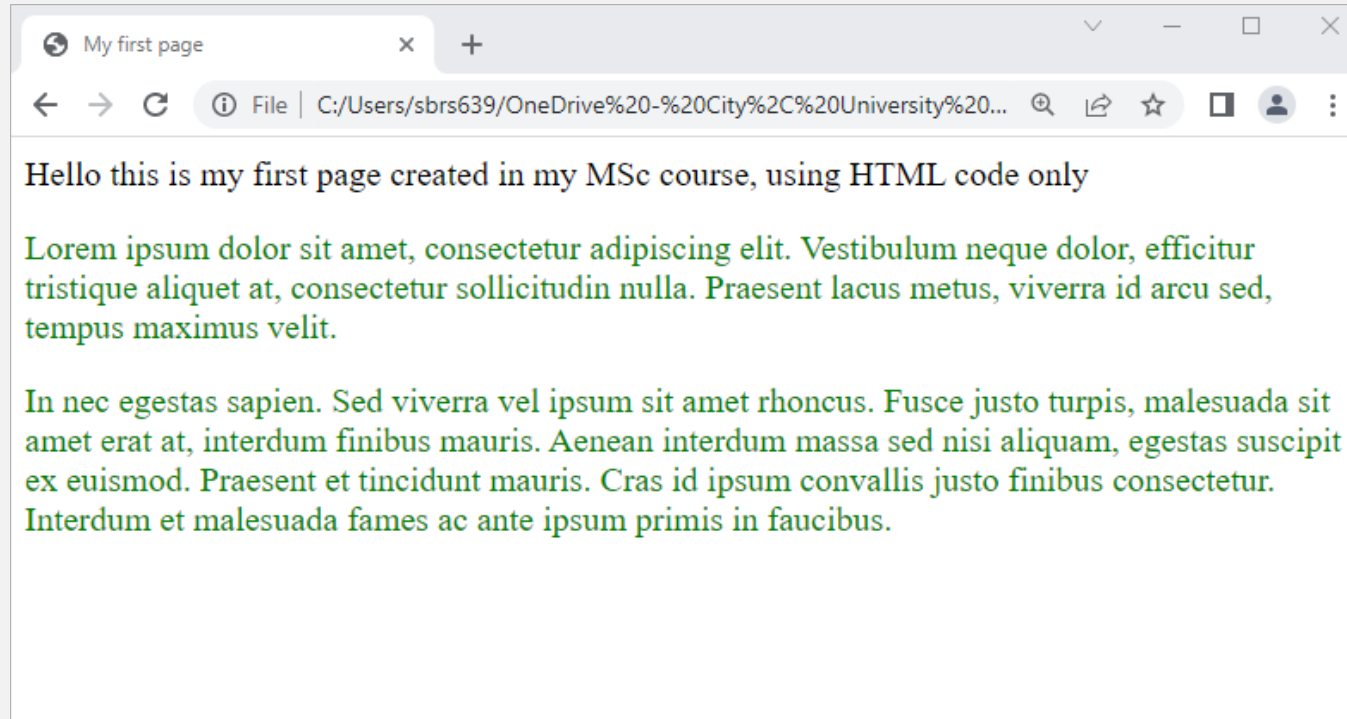 My first page
File
C:/Users/sbrs639/OneDrive%20-%20City%2C%20University%20...
Hello this is my first page created in my MSc course, using HTML code only
Lorem ipsum dolor sit amet, consectetur adipiscing elit. Vestibulum neque dolor, efficitur
tristique aliquet at, consectetur sollicitudin nulla. Praesent lacus metus, viverra id arcu sed,
tempus maximus velit.
In nec egestas sapien. Sed viverra vel ipsum sit amet rhoncus. Fusce justo turpis, malesuada sit
amet erat at, interdum finibus mauris. Aenean interdum massa sed nisi aliquam, egestas suscipit
ex euismod. Praesent et tincidunt mauris. Cras id ipsum convallis justo finibus consectetur.
Interdum et malesuada fames ac ante ipsum primis in faucibus.